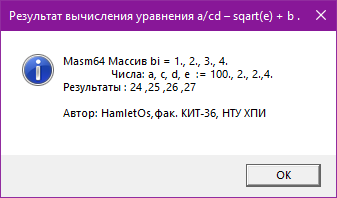 Результат вычисления уравнения a/cd – sqart(e) + b .
Masm64 Массив bi = 1., 2., 3., 4.
Числа: a, c, d, e := 100., 2., 2.,4.
Результаты : 24 ,25 ,26 ,27
Автор: HamletOs,фак. КИТ-36, НТУ ХПИ
OK